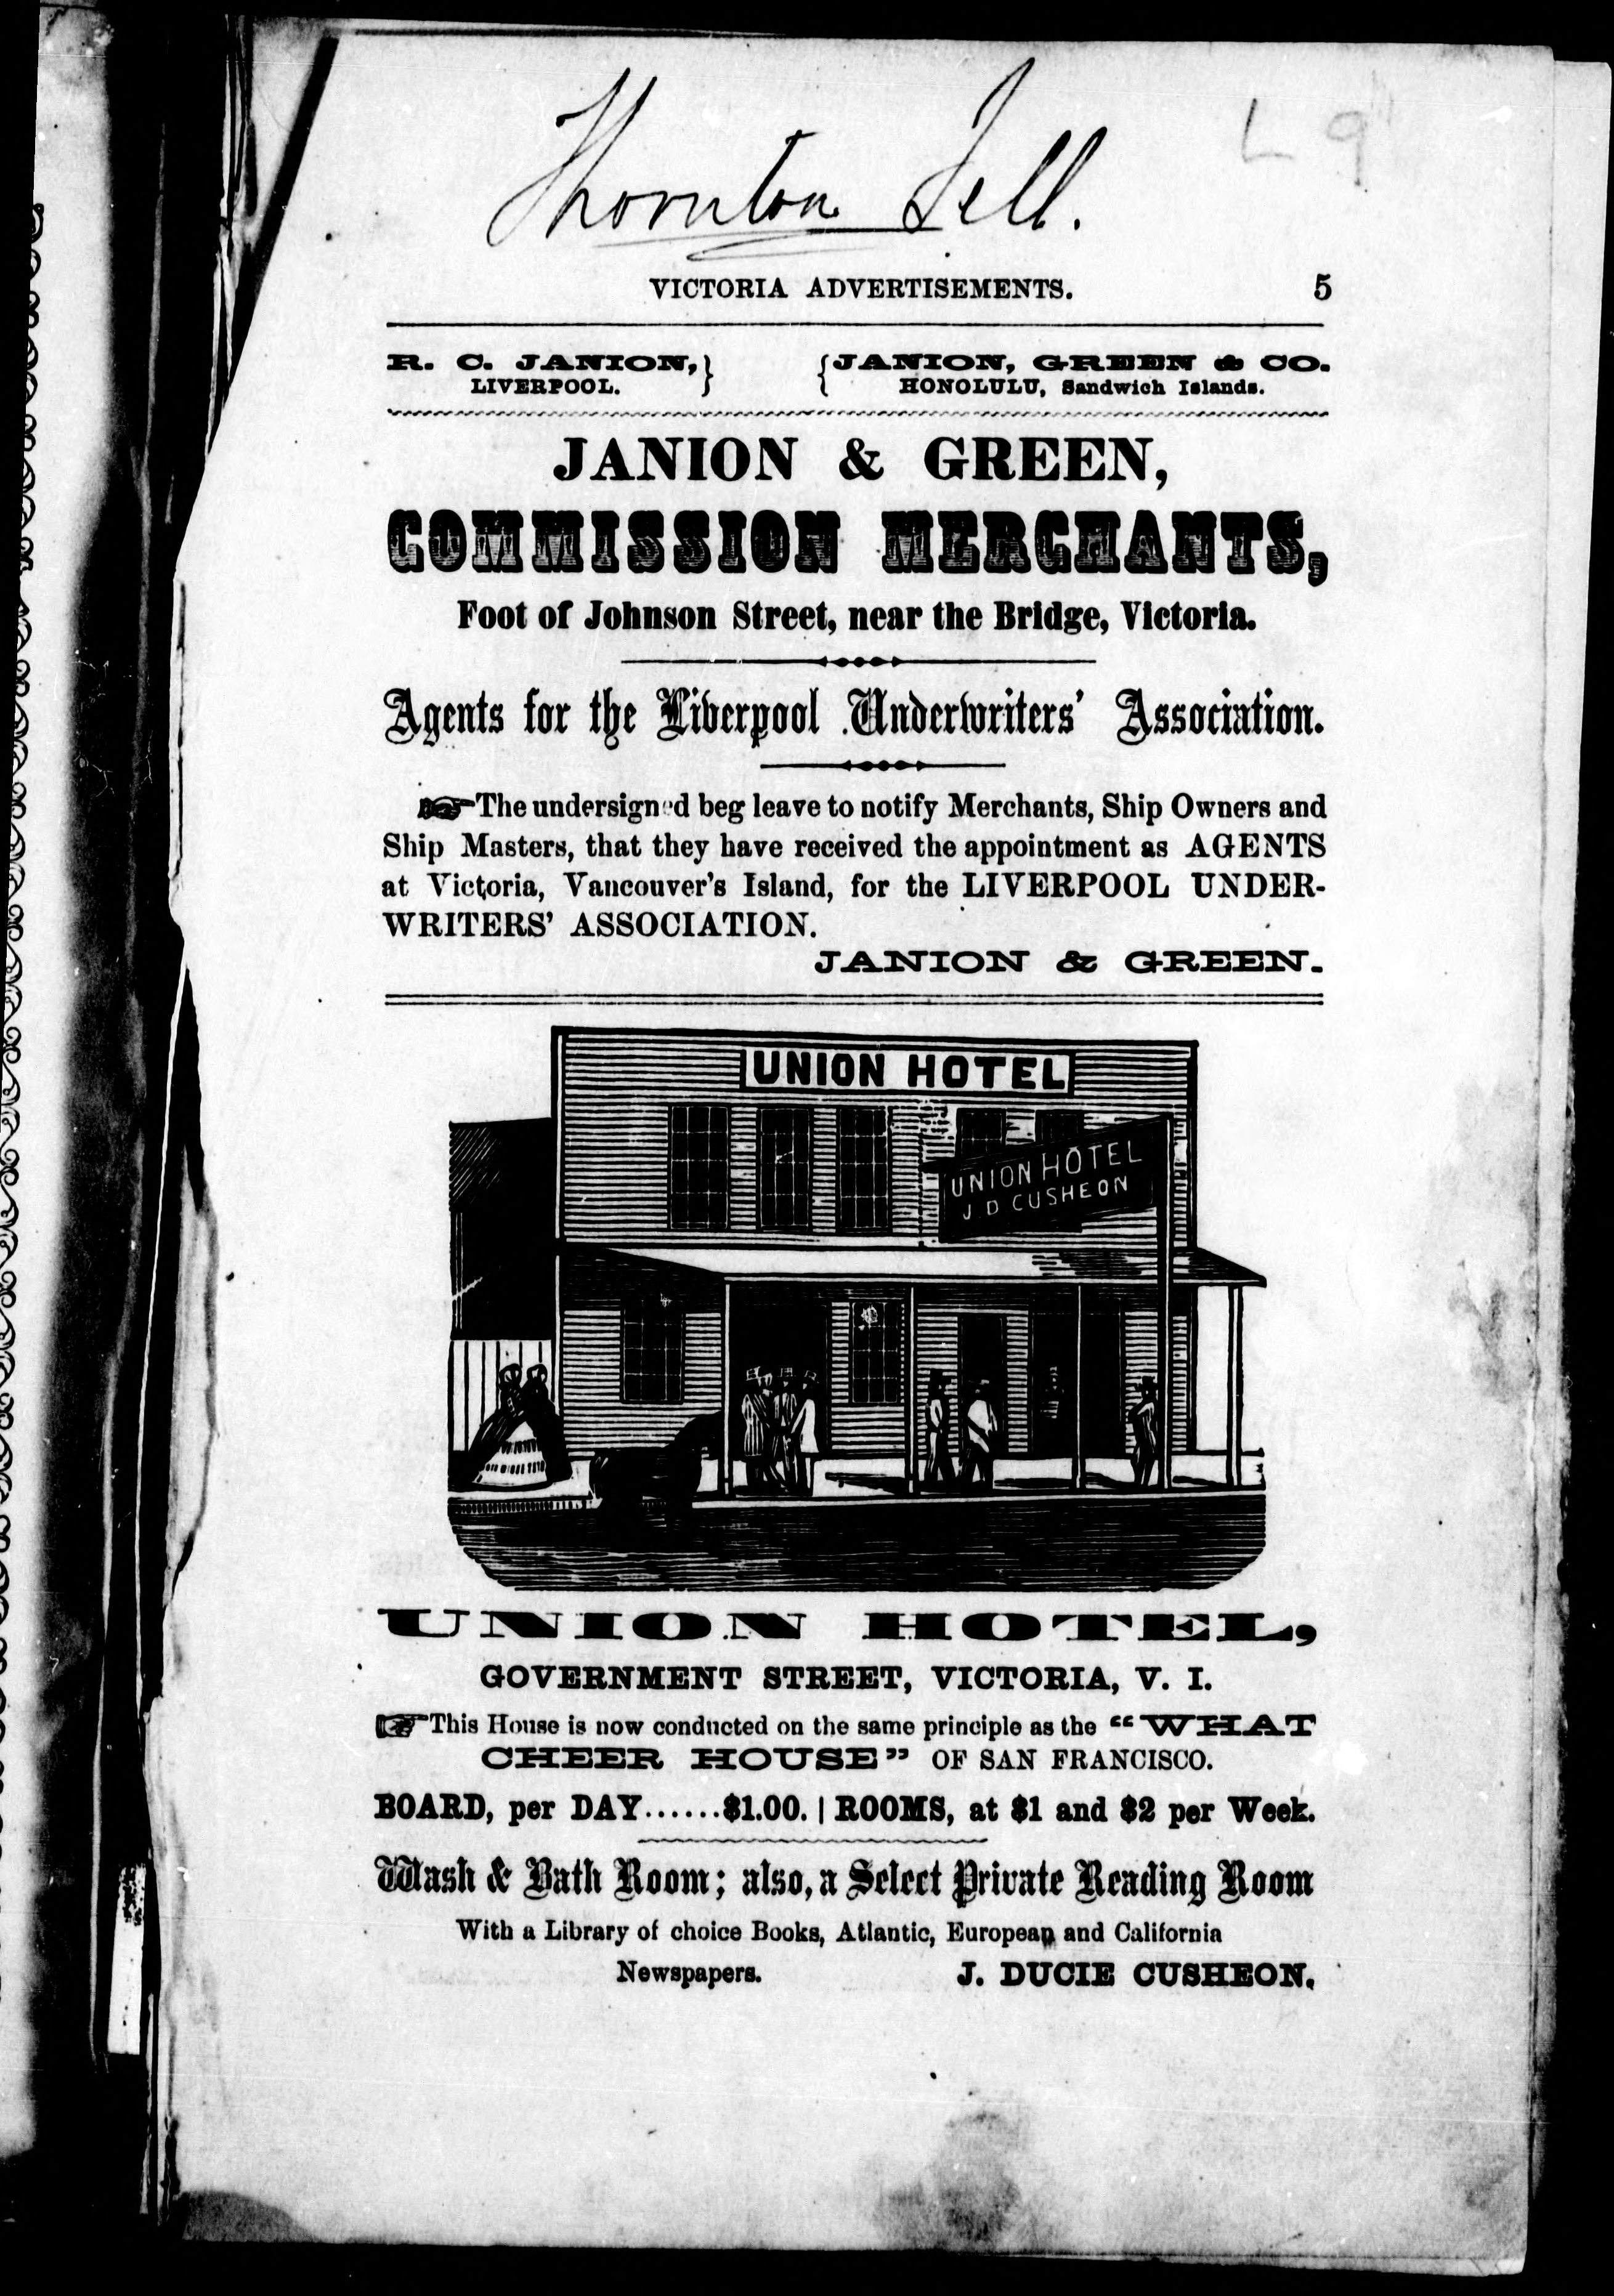 Thornton Fell.
L 9
VICTORIA ADVERTISEMENTS. 5
R. C. JANION,} {JANION, GREEN & CO.
LIVERPOOL. HONOLULU, Sandwich Islands.
JANION & GREEN,
COMMISSION MERCHANTS,
Foot of Johnson Street, near the Bridge, Victoria.
Agents for the Liverpool Underwriters' Association.
☞The undersigned beg leave to notify Merchants, Ship Owners and
Ship Masters, that they have received the appointment as AGENTS
at Victoria, Vancouver's Island, for the LIVERPOOL UNDER-
WRITERS' ASSOCIATION.
JANION & GREEN.
UNION HOTEL
UNION HOTEL
J D CUSHEON
UNION HOTEL,
GOVERNMENT STREET, VICTORIA, V. I.
☞This House is now conducted on the same principle as the "WHAT
CHEER HOUSE" OF SAN FRANCISCO.
BOARD, per DAY......$1.00. | ROOMS, at $1 and $2 per Week.
Wash & Bath Room; also, a Select Private Reading Room
With a Library of choice Books, Atlantic, European and California
Newspapers. J. DUCIE CUSHEON.